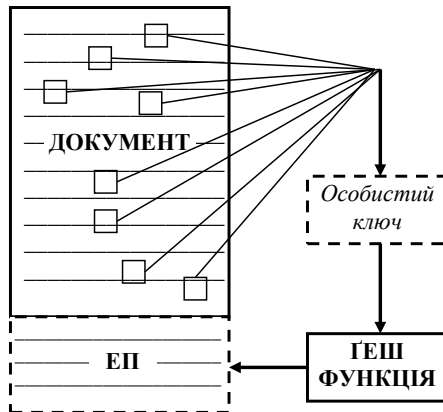 ДОКУМЕНТ
Особистий
ключ
ЕП
ҐЕШ
ФУНКЦІЯ